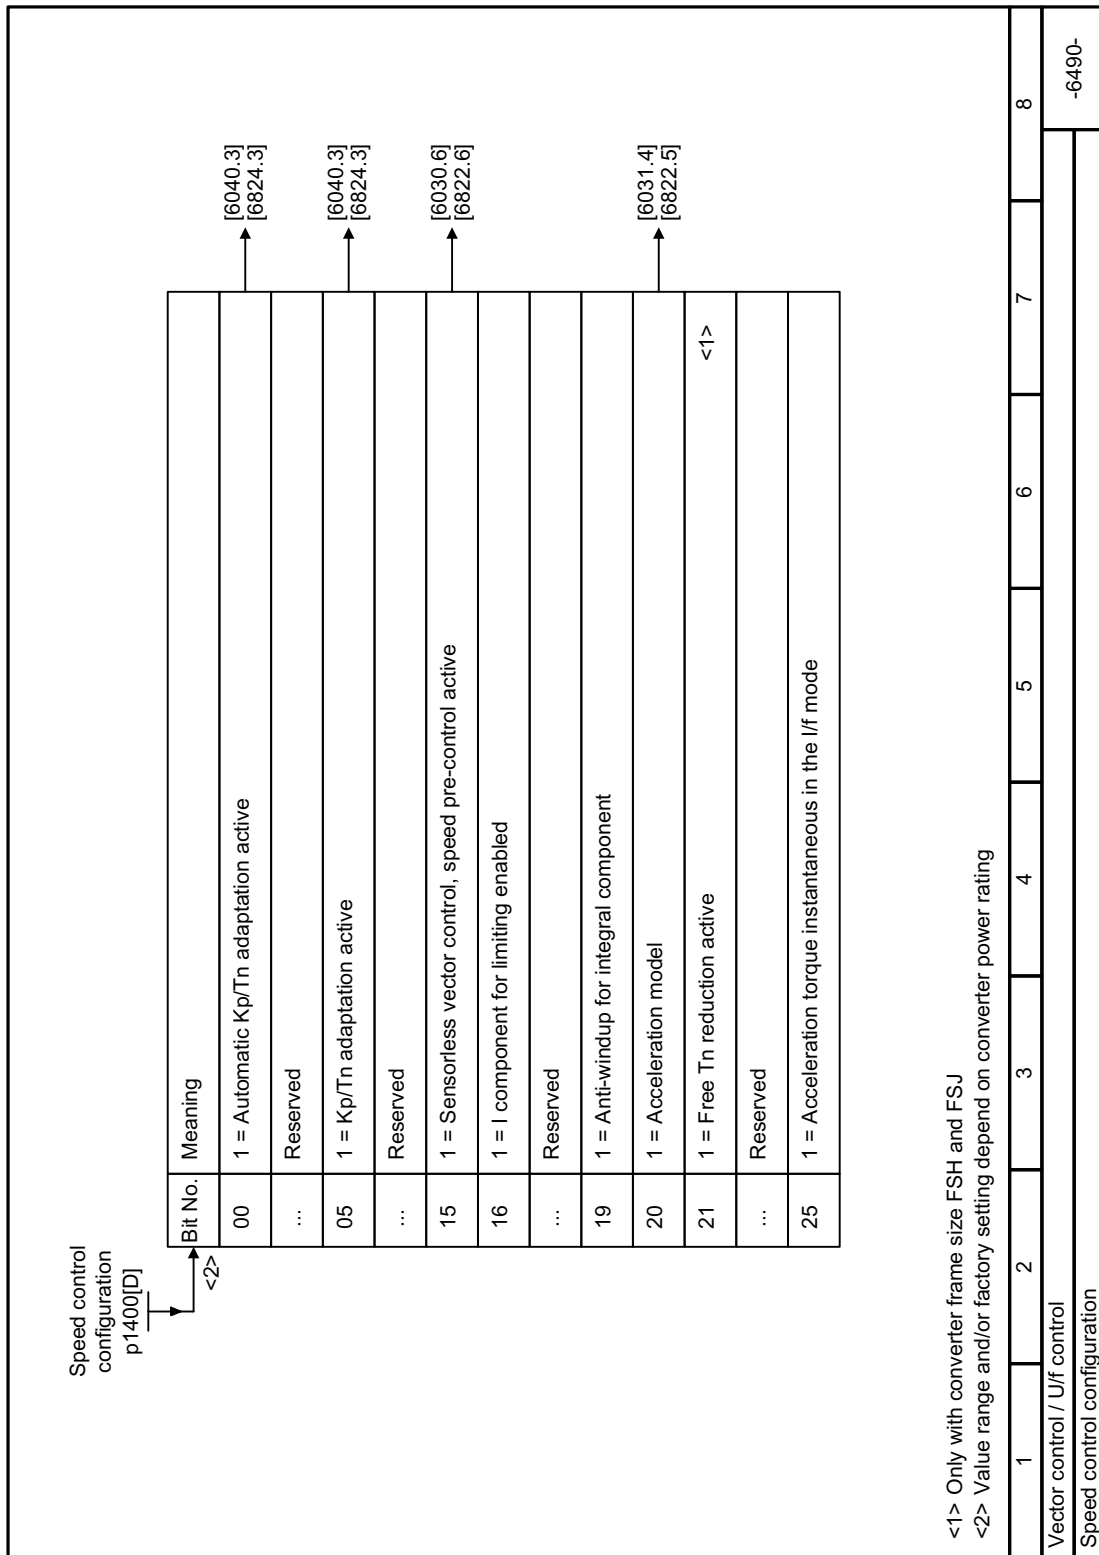 Speed control
configuration
p1400[D]
<2>
Bit No. Meaning
00 1 = Automatic Kp/Tn adaptation active [6040.3]
[6824.3]
... Reserved
05 1 = Kp/Tn adaptation active [6040.3]
[6824.3]
... Reserved
15 1 = Sensorless vector control, speed pre-control active [6030.6]
[6822.6]
16 1 = I component for limiting enabled
... Reserved
19 1 = Anti-windup for integral component
20 1 = Acceleration model [6031.4]
[6822.5]
21 1 = Free Tn reduction active <1>
... Reserved
25 1 = Acceleration torque instantaneous in the I/f mode
<1> Only with converter frame size FSH and FSJ
<2> Value range and/or factory setting depend on converter power rating
1 2 3 4 5 6 7 8
Vector control / U/f control
Speed control configuration
-6490-